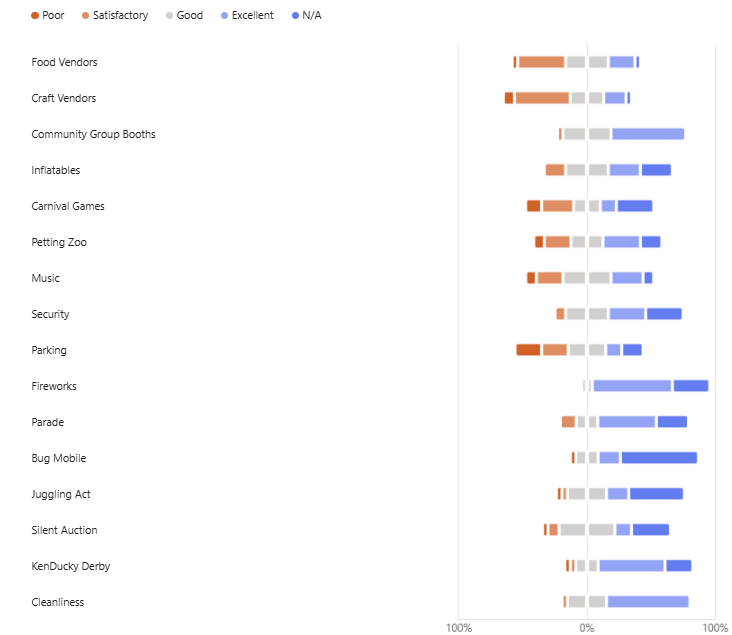 Poor Satisfactory Good Excellent N/A
Food Vendors
Craft Vendors
Community Group Booths
Inflatables
Carnival Games
Petting Zoo
Music
Security
Parking
Fireworks
Parade
Bug Mobile
Juggling Act
Silent Auction
KenDucky Derby
Cleanliness
100% 0% 100%